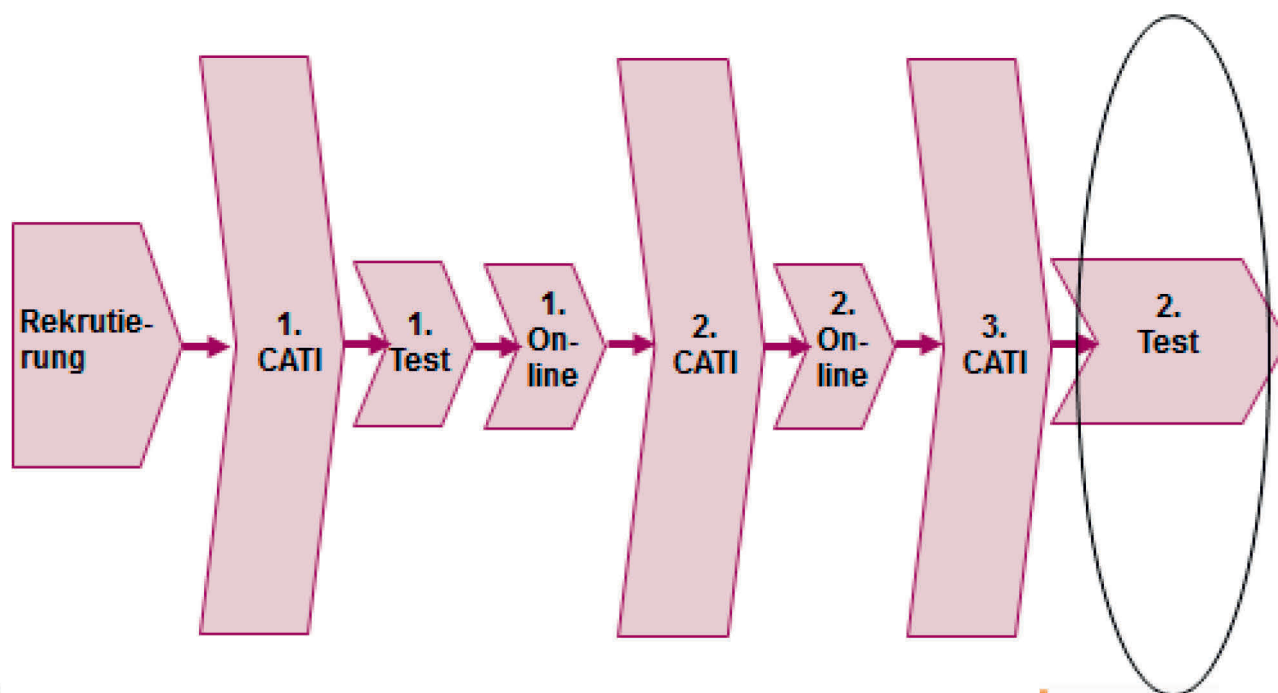 Rekrutie-
rung
1.
CATI
1.
Test
1.
On-
line
2.
CATI
2.
On-
line
3.
CATI
2.
Test